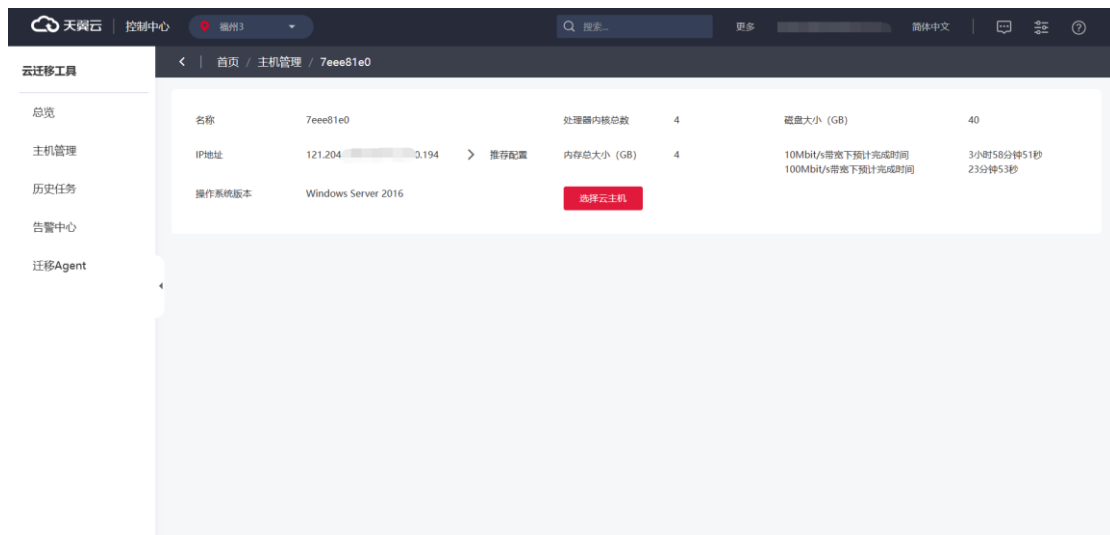 天翼云 控制中心 福州3 搜索... 更多 简体中文
云迁移工具
首页 / 主机管理 / 7eee81e0
总览
主机管理
历史任务
告警中心
迁移Agent
名称 7eee81e0 处理器内核总数 4 磁盘大小（GB） 40
IP地址 121.204 0.194 推荐配置 内存总大小（GB） 4 10Mbit/s带宽下预计完成时间 3小时58分钟51秒
100Mbit/s带宽下预计完成时间 23分钟53秒
操作系统版本 Windows Server 2016 选择云主机